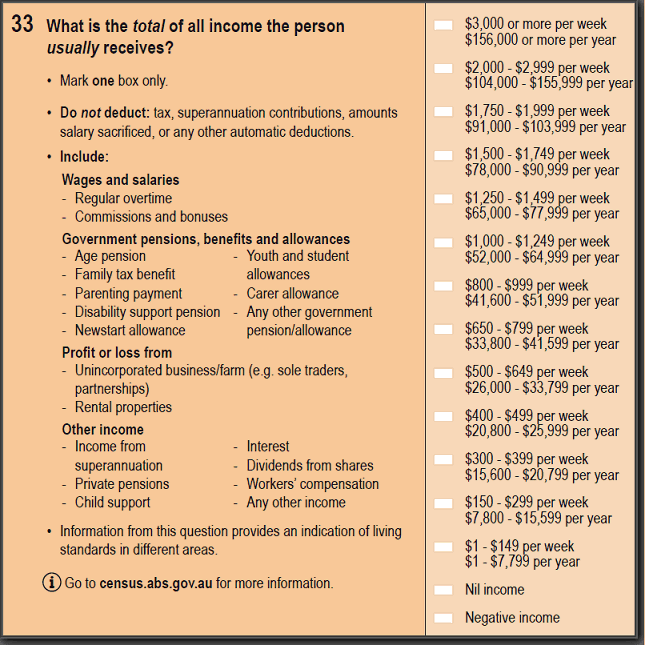 33 What is the total of all income the person
usually receives?
• Mark one box only.
• Do not deduct: tax, superannuation contributions, amounts
salary sacrificed, or any other automatic deductions.
• Include:
Wages and salaries
- Regular overtime
- Commissions and bonuses
Government pensions, benefits and allowances
- Age pension
- Family tax benefit
- Parenting payment
- Disability support pension
- Newstart allowance
- Youth and student
allowances
- Carer allowance
- Any other government
pension/allowance
Profit or loss from
- Unincorporated business/farm (e.g. sole traders,
partnerships)
- Rental properties
Other income
- Income from
superannuation
- Private pensions
- Child support
- Interest
- Dividends from shares
- Workers' compensation
- Any other income
• Information from this question provides an indication of living
standards in different areas.
i Go to census.abs.gov.au for more information.
$3,000 or more per week
$156,000 or more per year
$2,000 - $2,999 per week
$104,000 - $155,999 per year
$1,750 - $1,999 per week
$91,000 - $103,999 per year
$1,500 - $1,749 per week
$78,000 - $90,999 per year
$1,250 - $1,499 per week
$65,000 - $77,999 per year
$1,000 - $1,249 per week
$52,000 - $64,999 per year
$800 - $999 per week
$41,600 - $51,999 per year
$650 - $799 per week
$33,800 - $41,599 per year
$500 - $649 per week
$26,000 - $33,799 per year
$400 - $499 per week
$20,800 - $25,999 per year
$300 - $399 per week
$15,600 - $20,799 per year
$150 - $299 per week
$7,800 - $15,599 per year
$1 - $149 per week
$1 - $7,799 per year
Nil income
Negative income